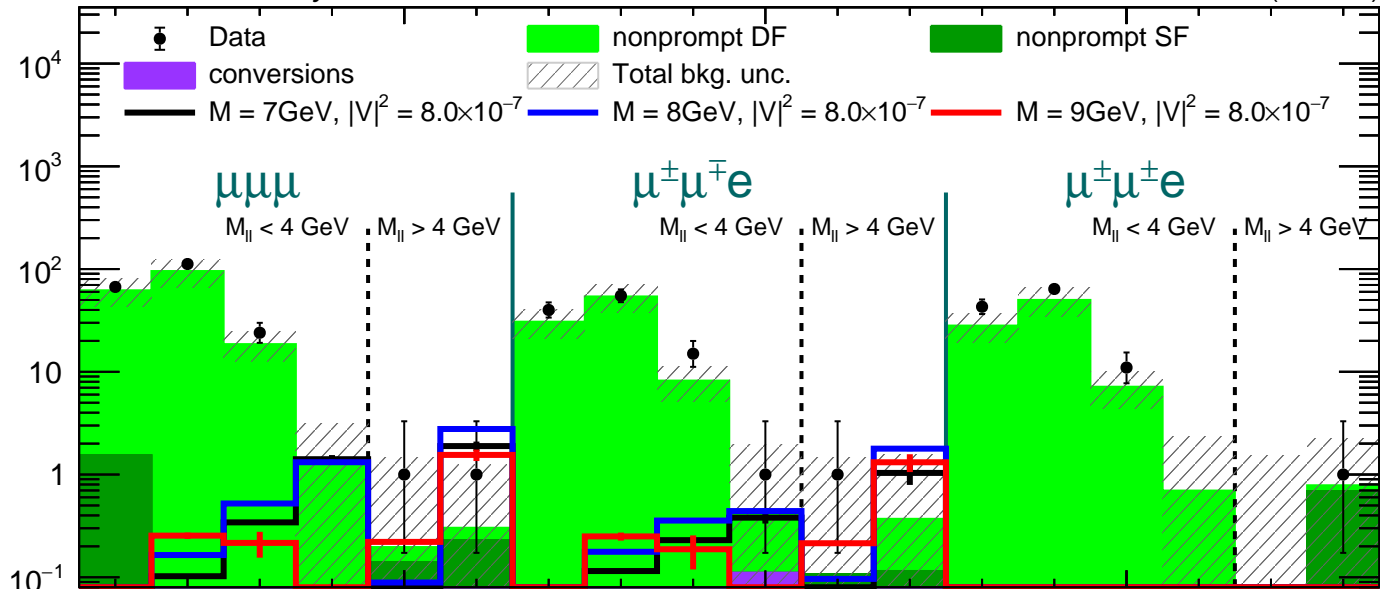 Data nonprompt DF nonprompt SF
conversions Total bkg. unc.
M = 7GeV, |V|² = 8.0×10⁻⁷ M = 8GeV, |V|² = 8.0×10⁻⁷ M = 9GeV, |V|² = 8.0×10⁻⁷
10⁴
10³
10²
10
1
10⁻¹
μμμ μ±μ∓e μ±μ±e
M_ll < 4 GeV M_ll > 4 GeV M_ll < 4 GeV M_ll > 4 GeV M_ll < 4 GeV M_ll > 4 GeV